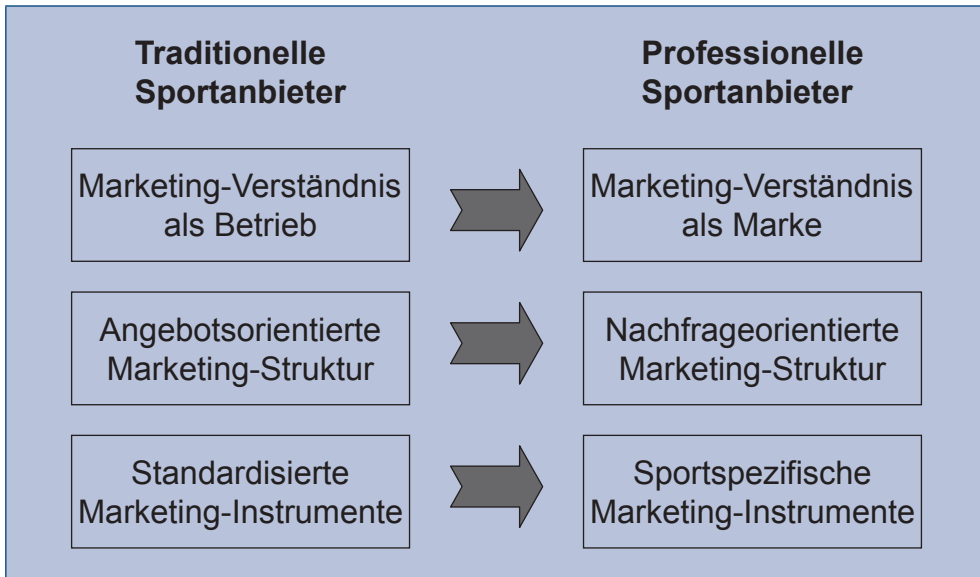 Traditionelle
Sportanbieter
Professionelle
Sportanbieter
Marketing-Verständnis
als Betrieb
Marketing-Verständnis
als Marke
Angebotsorientierte
Marketing-Struktur
Nachfrageorientierte
Marketing-Struktur
Standardisierte
Marketing-Instrumente
Sportspezifische
Marketing-Instrumente